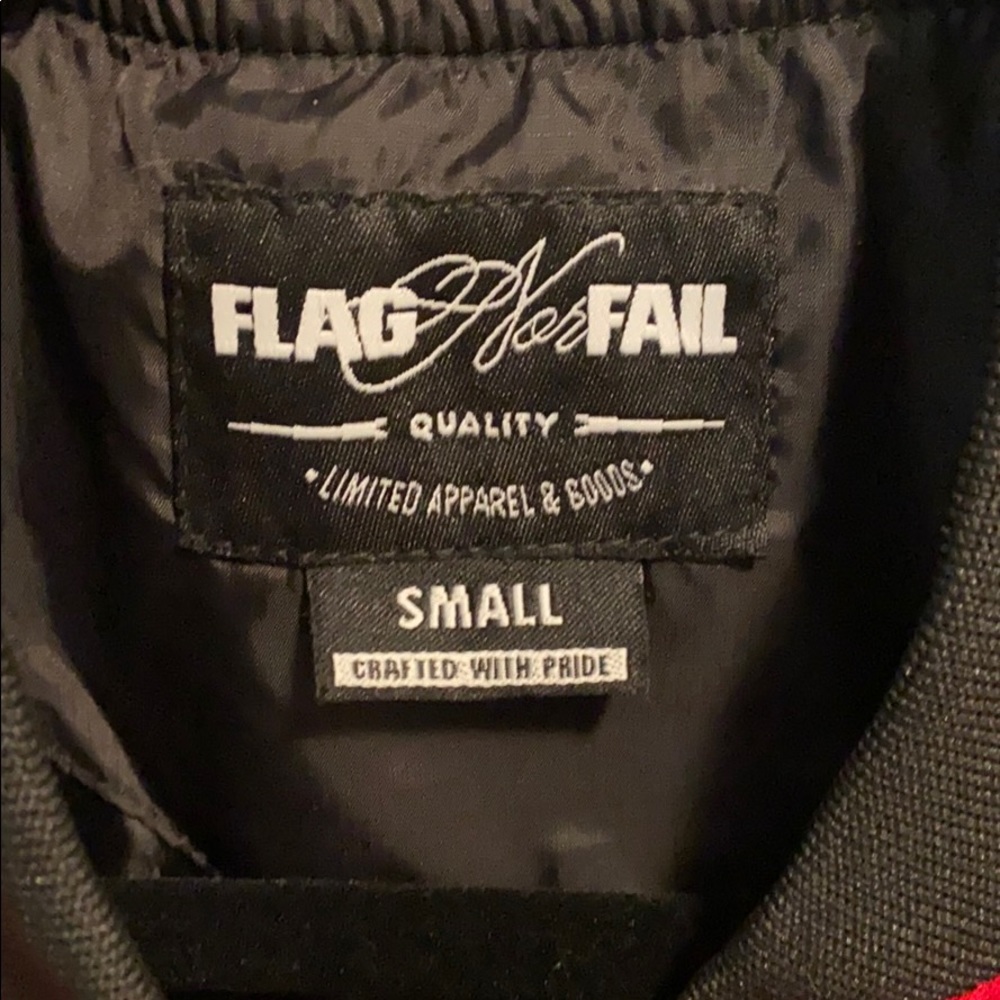 FLAG Nor FAIL
QUALITY
• LIMITED APPAREL & GOODS •
SMALL
CRAFTED WITH PRIDE